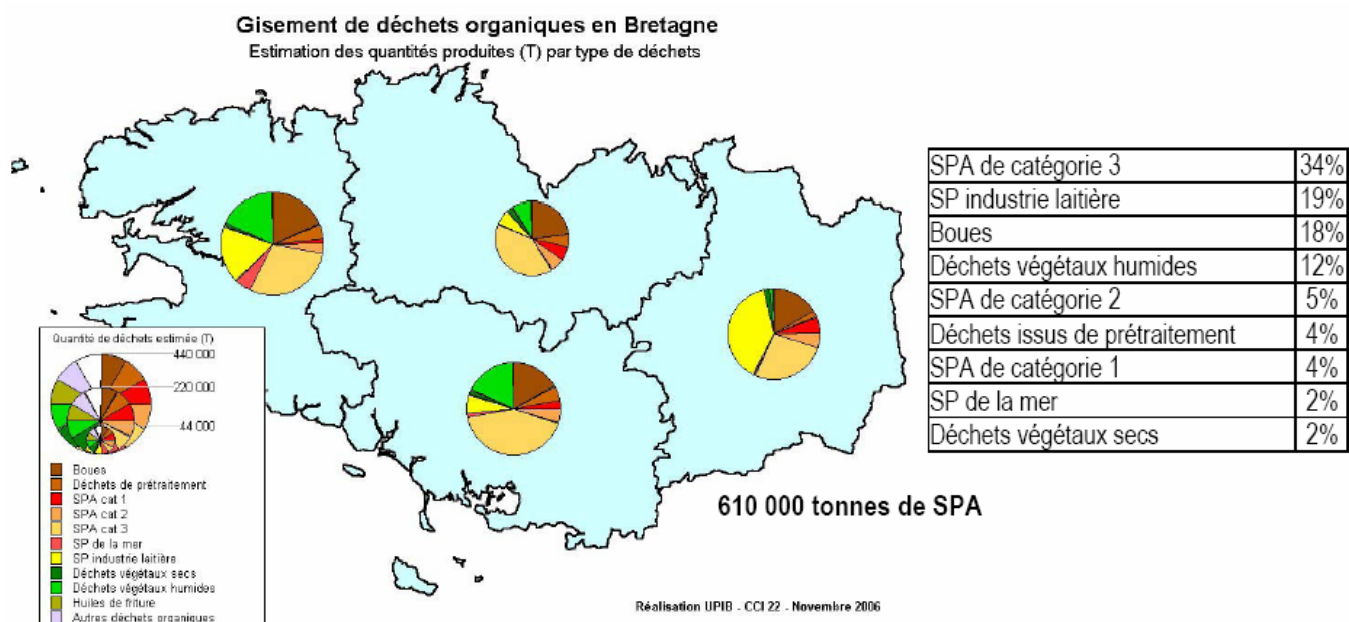 Gisement de déchets organiques en Bretagne
Estimation des quantités produites (T) par type de déchets
SPA de catégorie 3 34%
SP industrie laitière 19%
Boues 18%
Déchets végétaux humides 12%
SPA de catégorie 2 5%
Déchets issus de prétraitement 4%
SPA de catégorie 1 4%
SP de la mer 2%
Déchets végétaux secs 2%
Quantité de déchets estimée (T)
440 000
220 000
44 000
Boues
Déchets de prétraitement
SPA cat 1
SPA cat 2
SPA cat 3
SP de la mer
SP industrie laitière
Déchets végétaux secs
Déchets végétaux humides
Huiles de friture
Autres déchets organiques
610 000 tonnes de SPA
Réalisation UPIB - CCI 22 - Novembre 2006